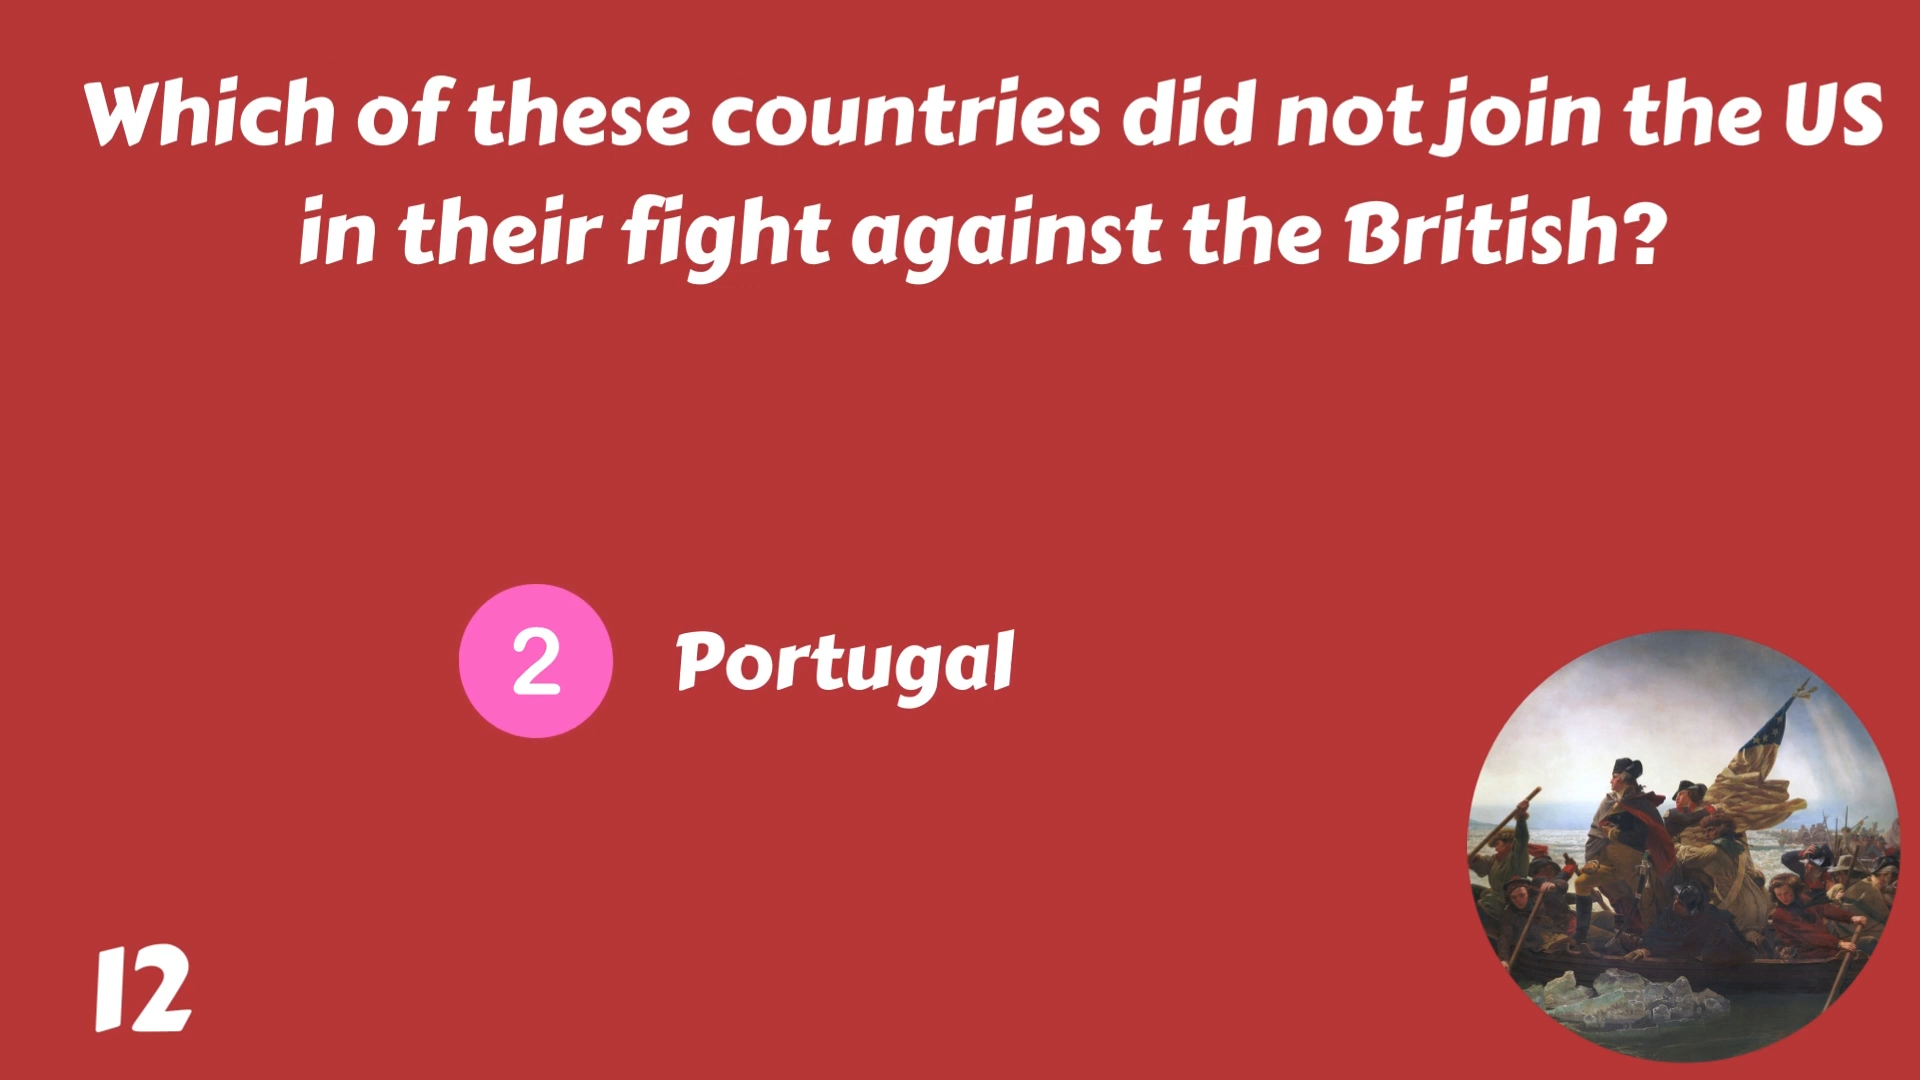 Which of these countries did not join the US
in their fight against the British?
2 Portugal
12